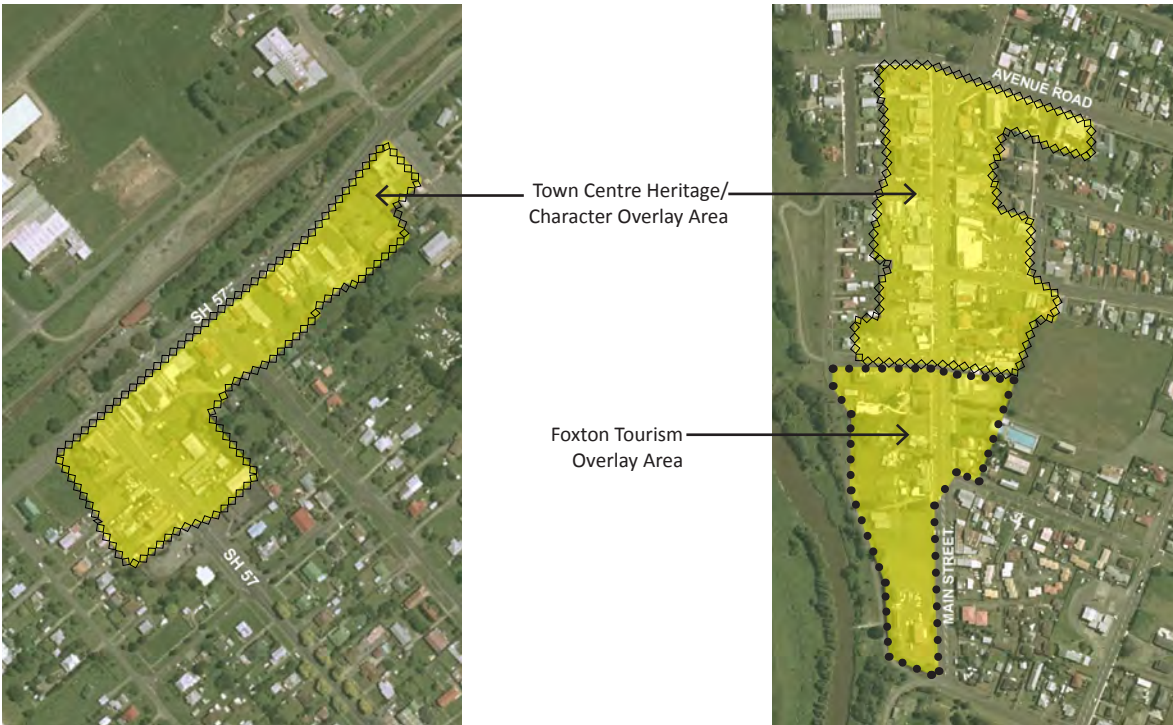 AVENUE ROAD
Town Centre Heritage/
Character Overlay Area
SH 57
Foxton Tourism
Overlay Area
SH 57
MAIN STREET